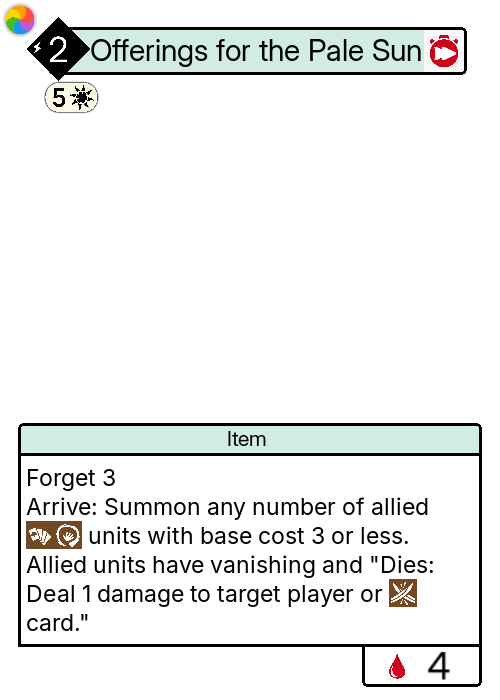 2 Offerings for the Pale Sun
5
Item
Forget 3
Arrive: Summon any number of allied
units with base cost 3 or less.
Allied units have vanishing and "Dies:
Deal 1 damage to target player or
card."
4